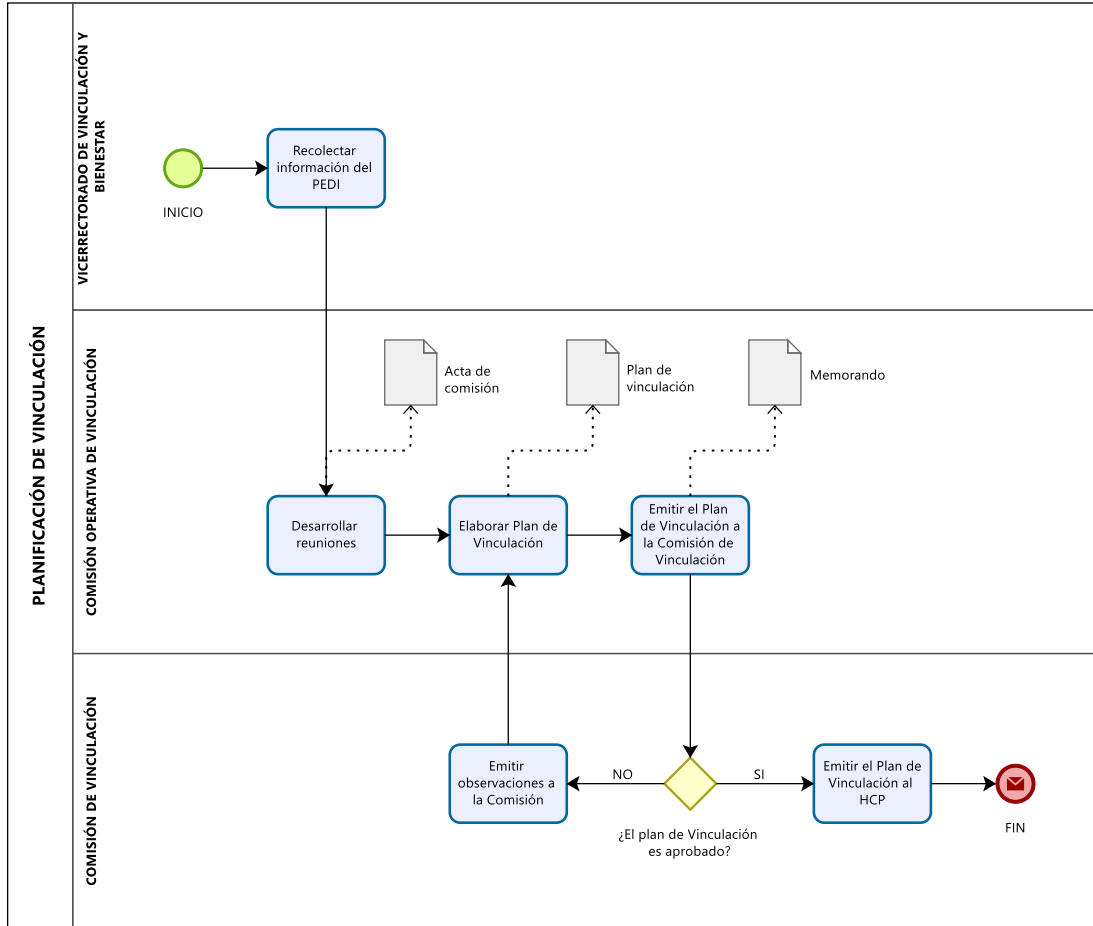 PLANIFICACIÓN DE VINCULACIÓN
VICERRECTORADO DE VINCULACIÓN Y
BIENESTAR
INICIO
Recolectar
información del
PEDI
COMISIÓN OPERATIVA DE VINCULACIÓN
Acta de
comisión
Plan de
vinculación
Memorando
Desarrollar
reuniones
Elaborar Plan de
Vinculación
Emitir el Plan
de Vinculación a
la Comisión de
Vinculación
COMISIÓN DE VINCULACIÓN
Emitir
observaciones a
la Comisión
NO
¿El plan de Vinculación
es aprobado?
SI
Emitir el Plan de
Vinculación al
HCP
FIN